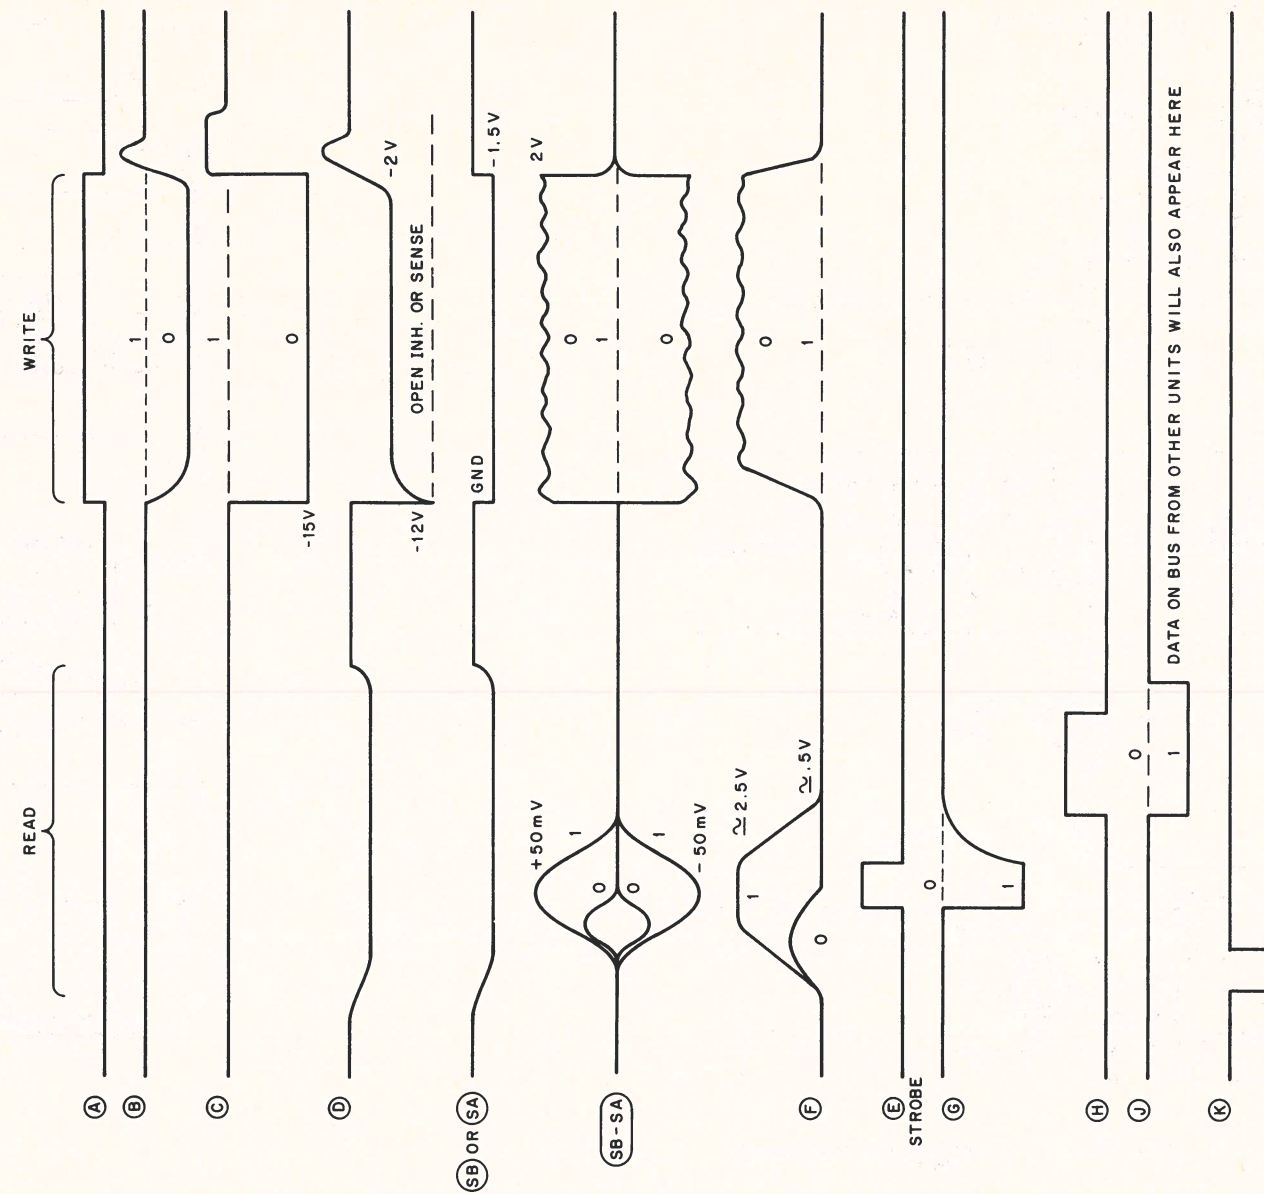 READ WRITE
A
B 1
0
C 1
0
-15V
D
-2V
-12V OPEN INH. OR SENSE
SB OR SA GND
-1.5V
+50mV 2V
1 0
SB-SA 0 1
0
1 0
-50mV
≃2.5V
1 0
F ≃.5V 1
0
E
STROBE 0
G
1
H
J 0
1 DATA ON BUS FROM OTHER UNITS WILL ALSO APPEAR HERE
K